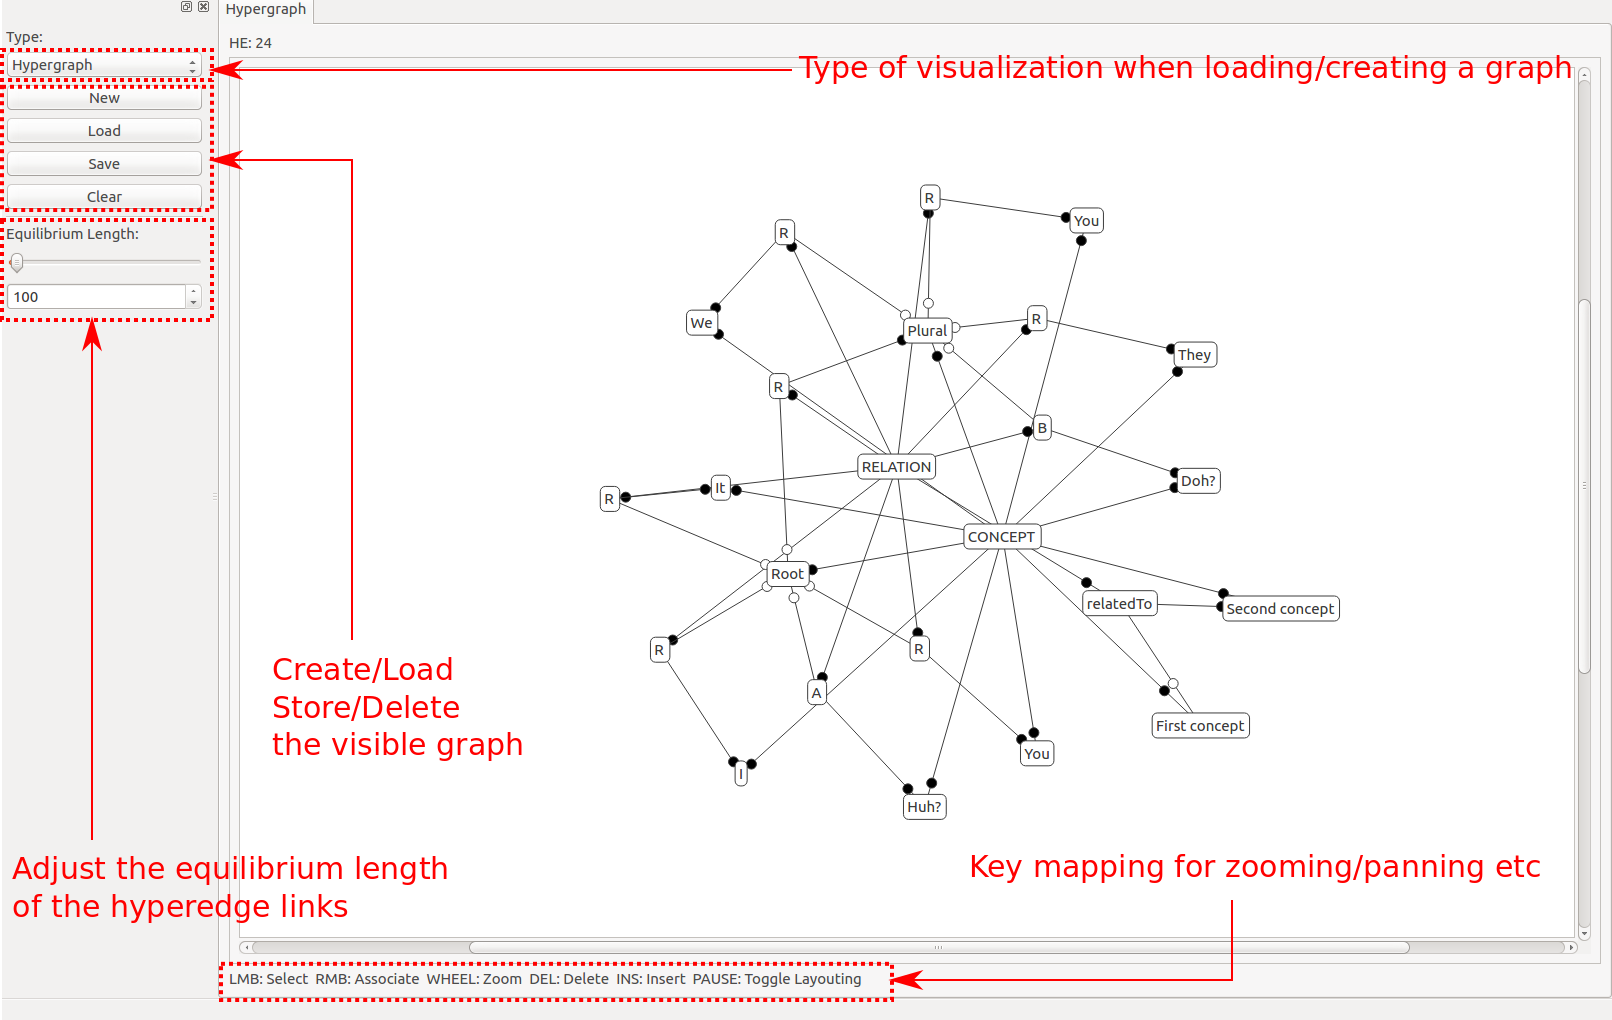 Hypergraph
Type:
HE: 24
Hypergraph
Type of visualization when loading/creating a graph
New
Load
Save
Clear
Equilibrium Length:
100
R
You
R
We
Plural
R
They
R
B
RELATION
Doh?
R
It
CONCEPT
Root
relatedTo
Second concept
R
R
A
First concept
You
I
Huh?
Create/Load
Store/Delete
the visible graph
Adjust the equilibrium length
of the hyperedge links
Key mapping for zooming/panning etc
LMB: Select RMB: Associate WHEEL: Zoom DEL: Delete INS: Insert PAUSE: Toggle Layouting